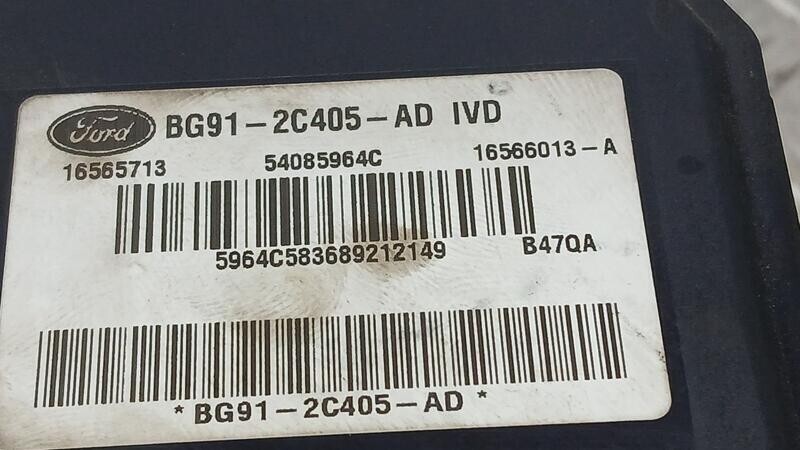 Ford BG91-2C405-AD IVD
16565713 54085964C 16566013-A
5964C583689212149 B47QA
*BG91-2C405-AD*